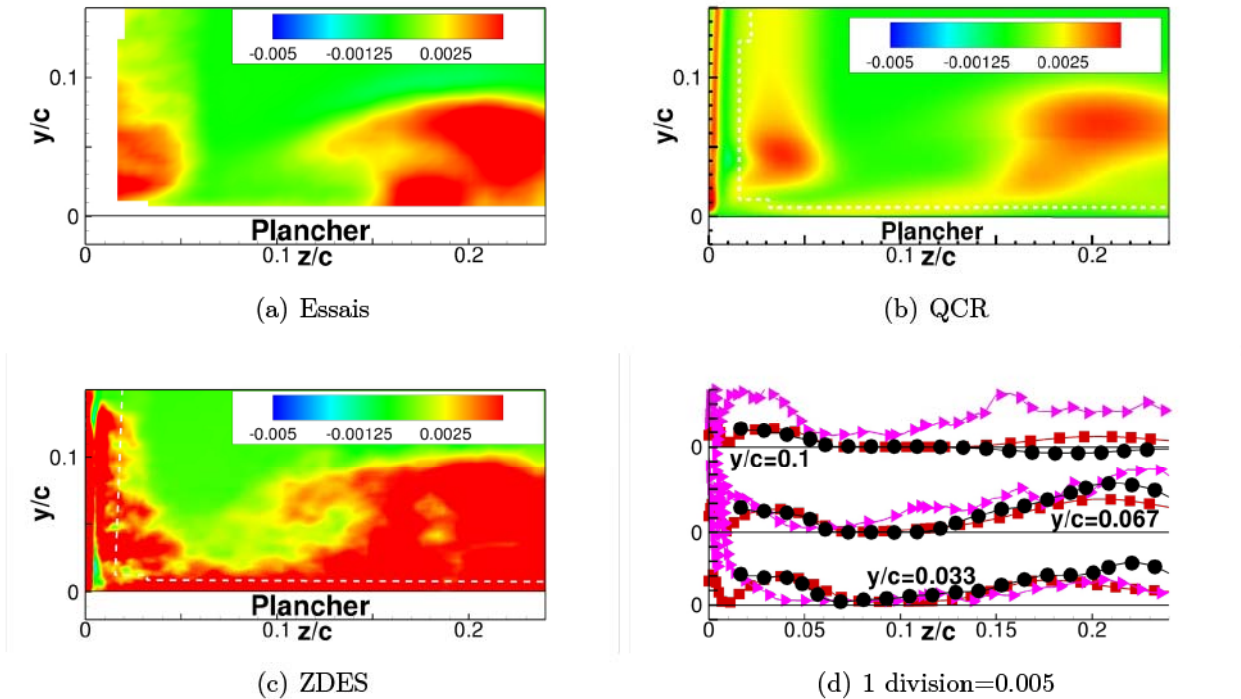 -0.005 -0.00125 0.0025
0.1
y/c
0
Plancher
0 0.1 0.2
z/c
(a) Essais
-0.005 -0.00125 0.0025
0.1
y/c
0
Plancher
0 0.1 0.2
z/c
(b) QCR
-0.005 -0.00125 0.0025
0.1
y/c
0
Plancher
0 0.1 0.2
z/c
(c) ZDES
0
y/c=0.1
y/c=0.067
0
y/c=0.033
0
0 0.05 0.1 0.15 0.2
z/c
(d) 1 division=0.005